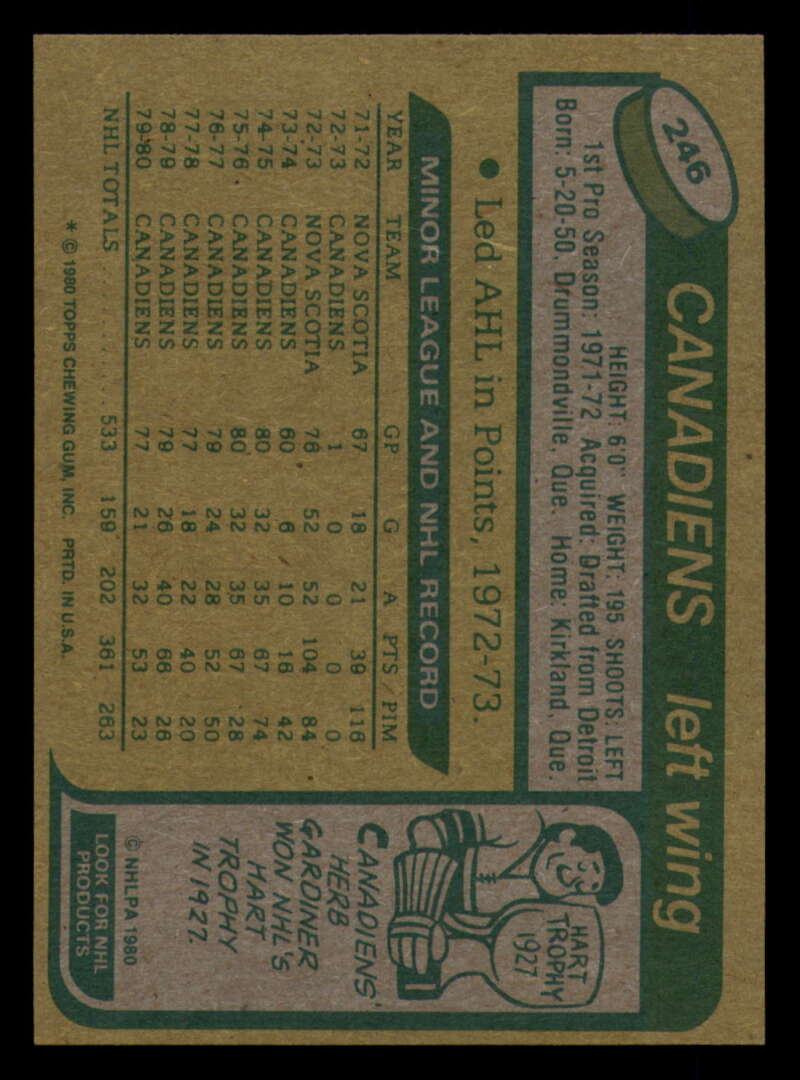 246
CANADIENS left wing
HEIGHT: 6'0" WEIGHT: 195 SHOOTS: LEFT
1st Pro Season: 1971-72 Acquired: Drafted from Detroit
Born: 5-20-50, Drummondville, Que. Home: Kirkland, Que.
• Led AHL in Points, 1972-73.
MINOR LEAGUE AND NHL RECORD
YEAR TEAM GP G A PTS/PIM
71-72 NOVA SCOTIA 67 18 21 39 116
72-73 CANADIENS 1 0 0 0 0
72-73 NOVA SCOTIA 76 52 52 104 84
73-74 CANADIENS 60 6 10 16 42
74-75 CANADIENS 80 32 35 67 74
75-76 CANADIENS 80 32 35 67 28
76-77 CANADIENS 79 24 28 52 50
77-78 CANADIENS 77 18 22 40 20
78-79 CANADIENS 79 26 40 66 26
79-80 CANADIENS 77 21 32 53 23
NHL TOTALS .......... 533 159 202 361 263
* © 1980 TOPPS CHEWING GUM, INC. PRTD. IN U.S.A.
HART
TROPHY
1927
CANADIENS'
HERB
GARDINER
WON NHL'S
HART
TROPHY
IN 1927.
© NHLPA 1980
LOOK FOR NHL
PRODUCTS